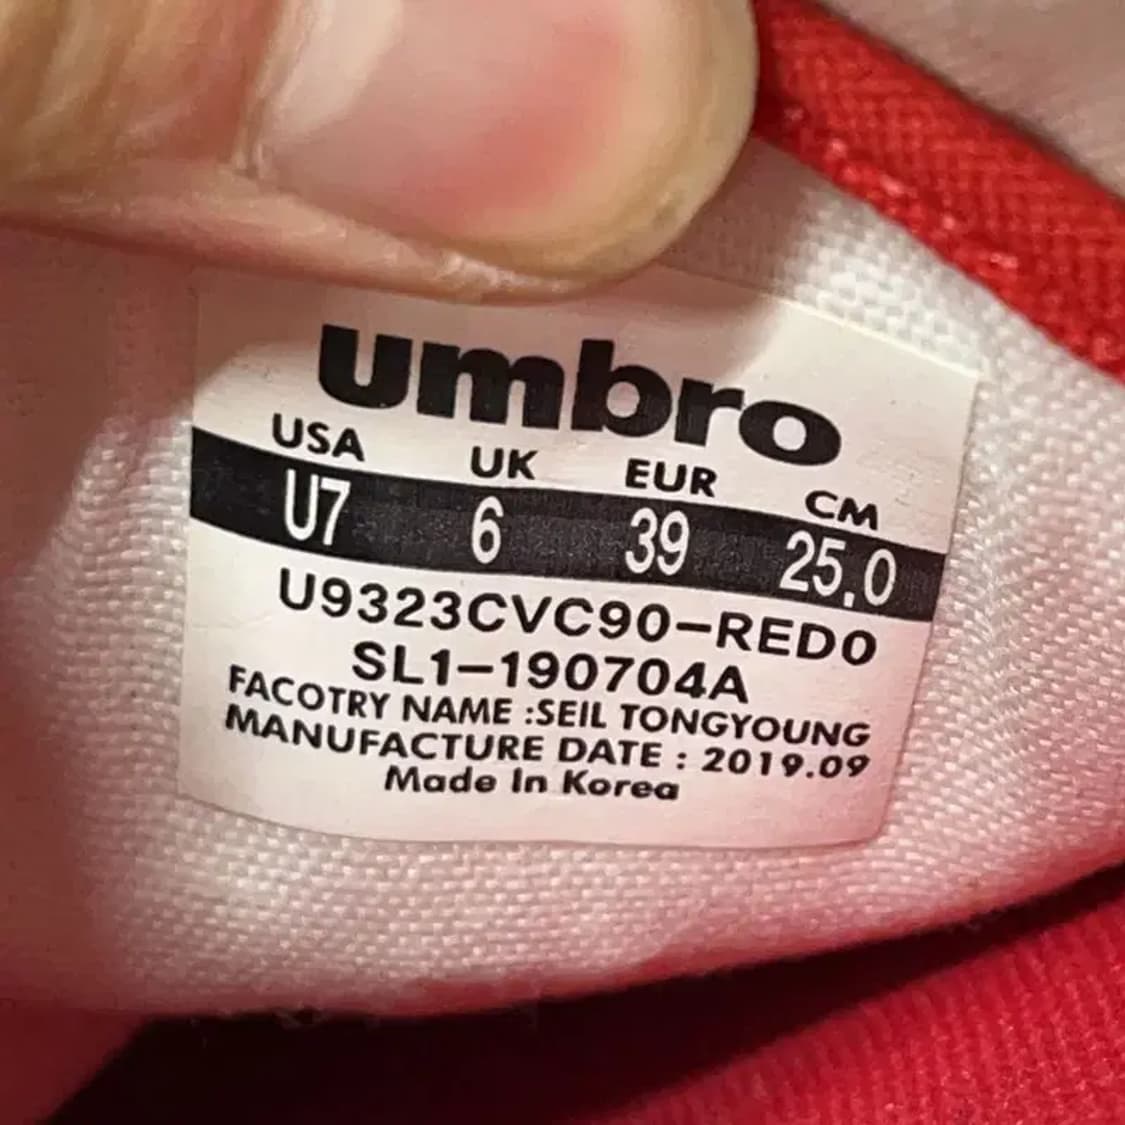 umbro
USA UK EUR CM
U7 6 39 25.0
U9323CVC90-RED0
SL1-190704A
FACOTRY NAME :SEIL TONGYOUNG
MANUFACTURE DATE : 2019.09
Made In Korea